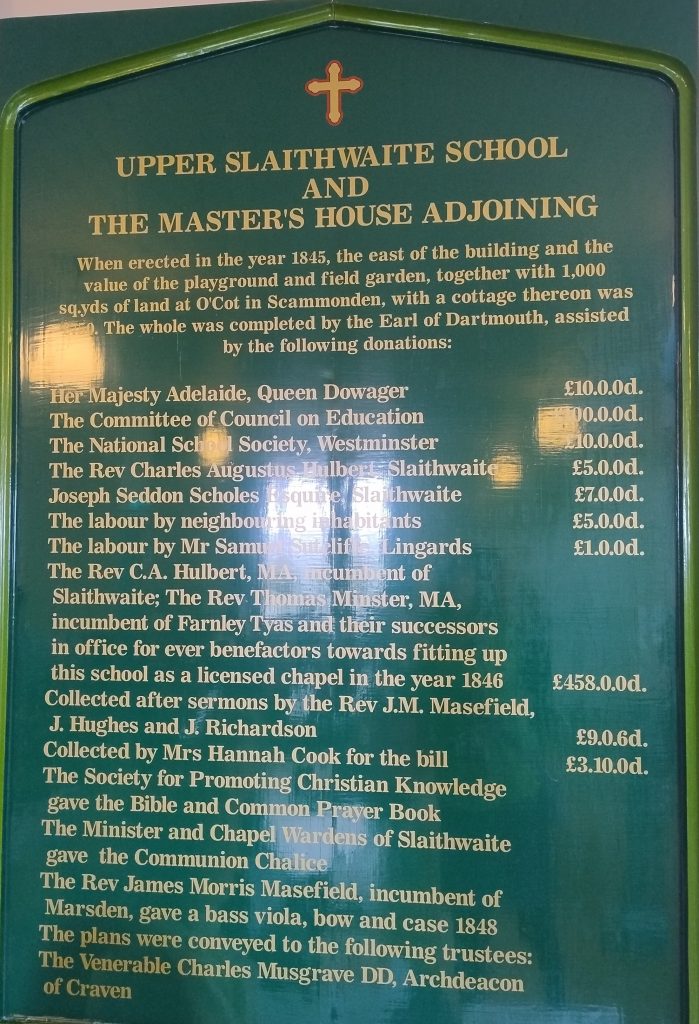 UPPER SLAITHWAITE SCHOOL
AND
THE MASTER'S HOUSE ADJOINING
When erected in the year 1845, the east of the building and the
value of the playground and field garden, together with 1,000
sq.yds of land at O'Cot in Scammonden, with a cottage thereon was
The whole was completed by the Earl of Dartmouth, assisted
by the following donations:
Her Majesty Adelaide, Queen Dowager £10.0.0d.
The Committee of Council on Education
The National School Society, Westminster £10.0.0d.
The Rev Charles Augustus Hulbert, Slaithwaite £5.0.0d.
Joseph Seddon Scholes Esquire, Slaithwaite £7.0.0d.
The labour by neighbouring inhabitants £5.0.0d.
The labour by Mr Samuel Sutcliffe, Lingards £1.0.0d.
The Rev C.A. Hulbert, MA, incumbent of
Slaithwaite; The Rev Thomas Minster, MA,
incumbent of Farnley Tyas and their successors
in office for ever benefactors towards fitting up
this school as a licensed chapel in the year 1846 £458.0.0d.
Collected after sermons by the Rev J.M. Masefield,
J. Hughes and J. Richardson £9.0.6d.
Collected by Mrs Hannah Cook for the bill £3.10.0d.
The Society for Promoting Christian Knowledge
gave the Bible and Common Prayer Book
The Minister and Chapel Wardens of Slaithwaite
gave the Communion Chalice
The Rev James Morris Masefield, incumbent of
Marsden, gave a bass viola, bow and case 1848
The plans were conveyed to the following trustees:
The Venerable Charles Musgrave DD, Archdeacon
of Craven